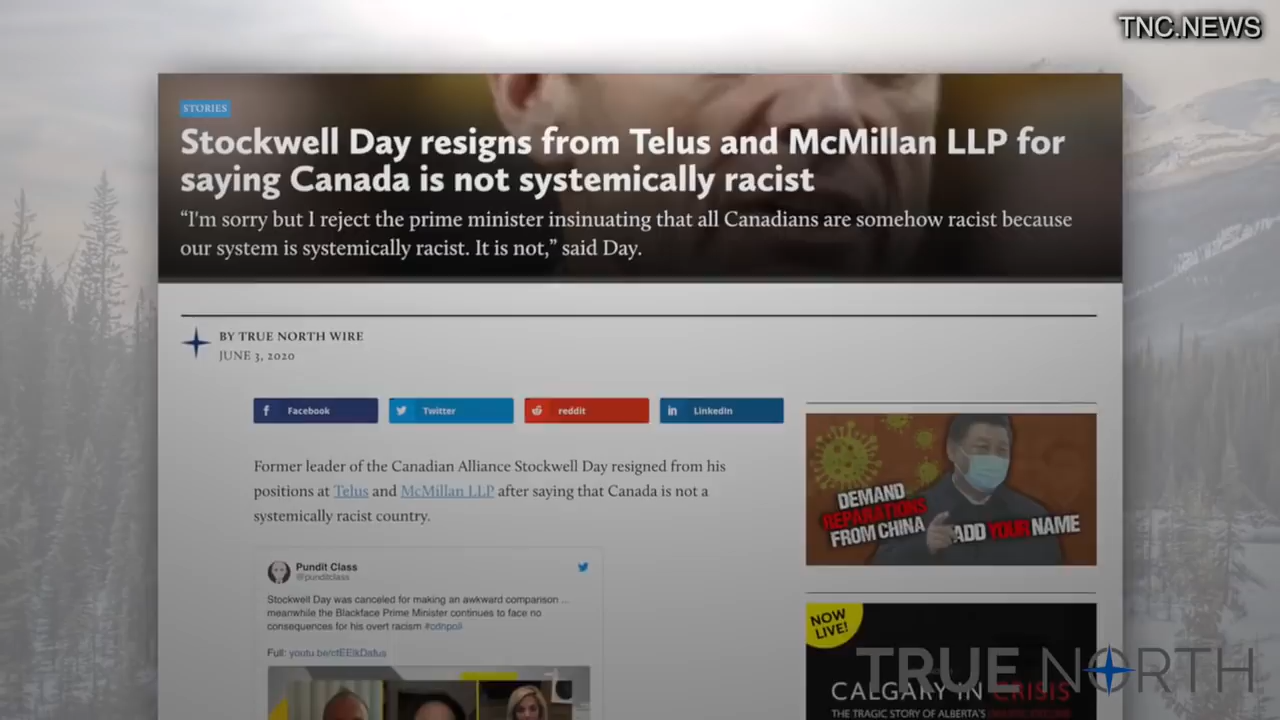 TNC.NEWS
STORIES
Stockwell Day resigns from Telus and McMillan LLP for
saying Canada is not systemically racist
“I'm sorry but I reject the prime minister insinuating that all Canadians are somehow racist because
our system is systemically racist. It is not,” said Day.
BY TRUE NORTH WIRE
JUNE 3, 2020
Facebook
Twitter
reddit
LinkedIn
Former leader of the Canadian Alliance Stockwell Day resigned from his
positions at Telus and McMillan LLP after saying that Canada is not a
systemically racist country.
Pundit Class
@punditclass
Stockwell Day was canceled for making an awkward comparison ...
meanwhile the Blackface Prime Minister continues to face no
consequences for his overt racism #cdnpoli
Full:
DEMAND
REPARATIONS
FROM CHINA
ADD YOUR NAME
NOW
LIVE!
CALGARY IN CRISIS
THE TRAGIC STORY OF ALBERTA'S
TRUE NORTH